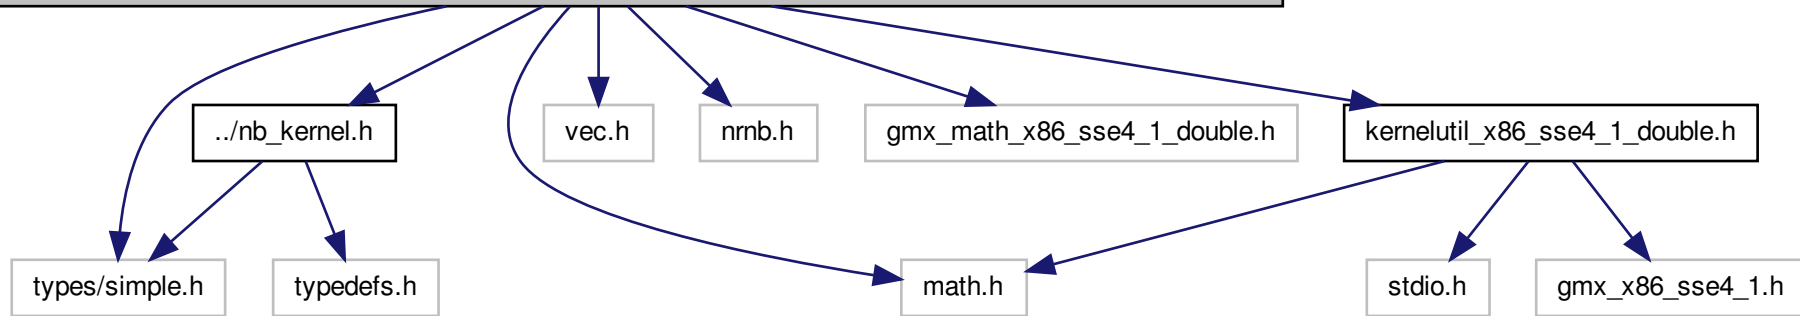 ../nb_kernel.h
vec.h
nrnb.h
gmx_math_x86_sse4_1_double.h
kernelutil_x86_sse4_1_double.h
types/simple.h
typedefs.h
math.h
stdio.h
gmx_x86_sse4_1.h